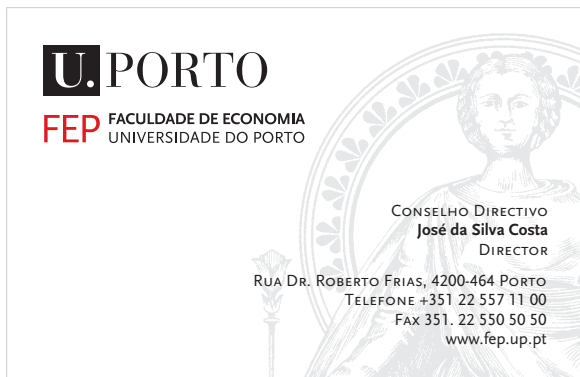 U. PORTO
FEP FACULDADE DE ECONOMIA
UNIVERSIDADE DO PORTO
Conselho Directivo
José da Silva Costa
Director
Rua Dr. Roberto Frias, 4200-464 Porto
Telefone +351 22 557 11 00
Fax 351. 22 550 50 50
www.fep.up.pt